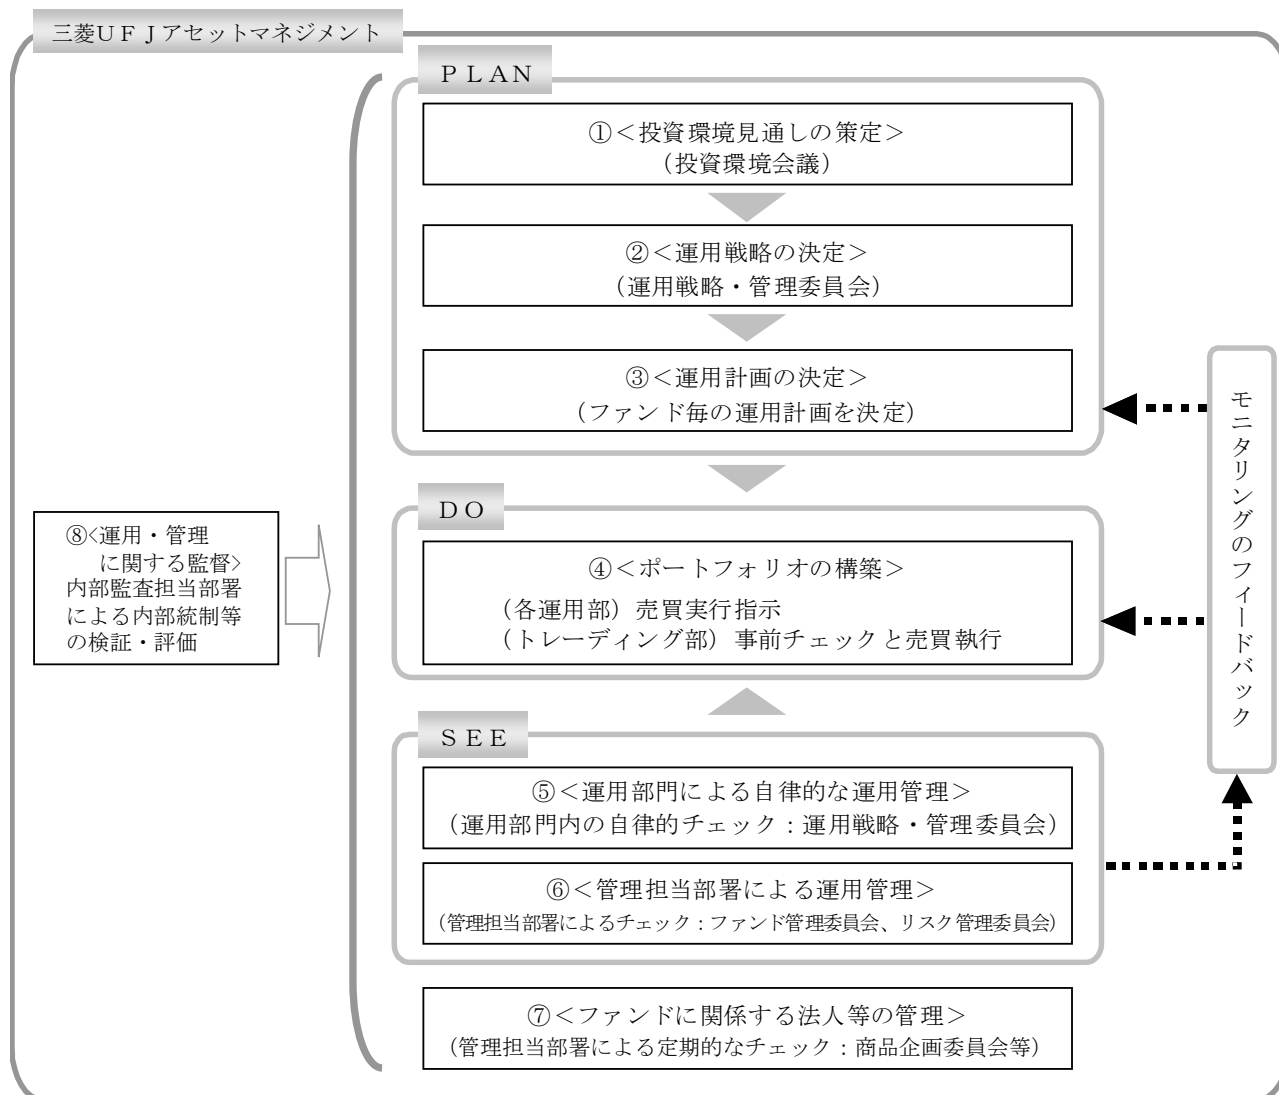 三菱ＵＦＪアセットマネジメント
ＰＬＡＮ
①＜投資環境見通しの策定＞
（投資環境会議）
②＜運用戦略の決定＞
（運用戦略・管理委員会）
③＜運用計画の決定＞
（ファンド毎の運用計画を決定）
ＤＯ
④＜ポートフォリオの構築＞
（各運用部）売買実行指示
（トレーディング部）事前チェックと売買執行
ＳＥＥ
⑤＜運用部門による自律的な運用管理＞
（運用部門内の自律的チェック：運用戦略・管理委員会）
⑥＜管理担当部署による運用管理＞
（管理担当部署によるチェック：ファンド管理委員会、リスク管理委員会）
⑦＜ファンドに関係する法人等の管理＞
（管理担当部署による定期的なチェック：商品企画委員会等）
⑧<運用・管理
に関する監督>
内部監査担当部署
による内部統制等
の検証・評価
モニタリングのフィードバック